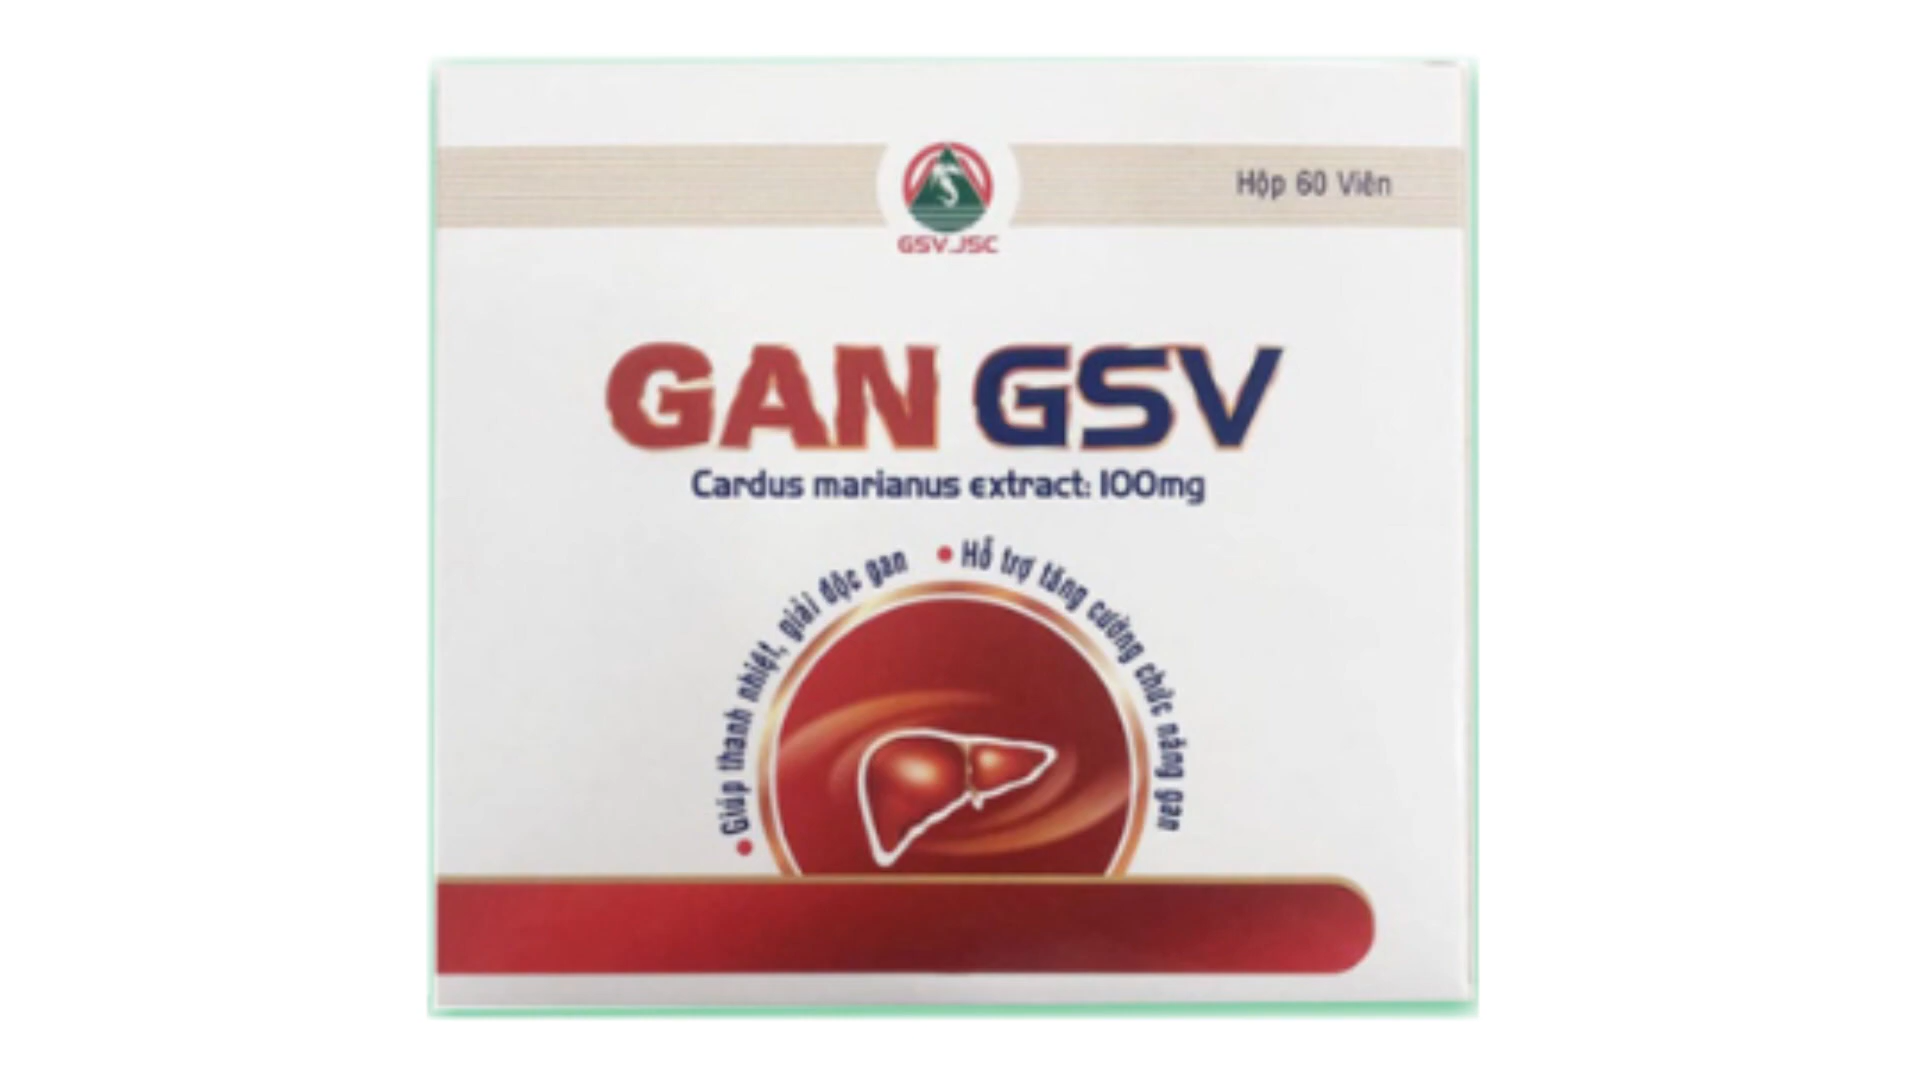 Hộp 60 Viên
GSV.JSC
GAN GSV
Cardus marianus extract: 100mg
• Giúp thanh nhiệt, giải độc gan
• Hỗ trợ tăng cường chức năng gan